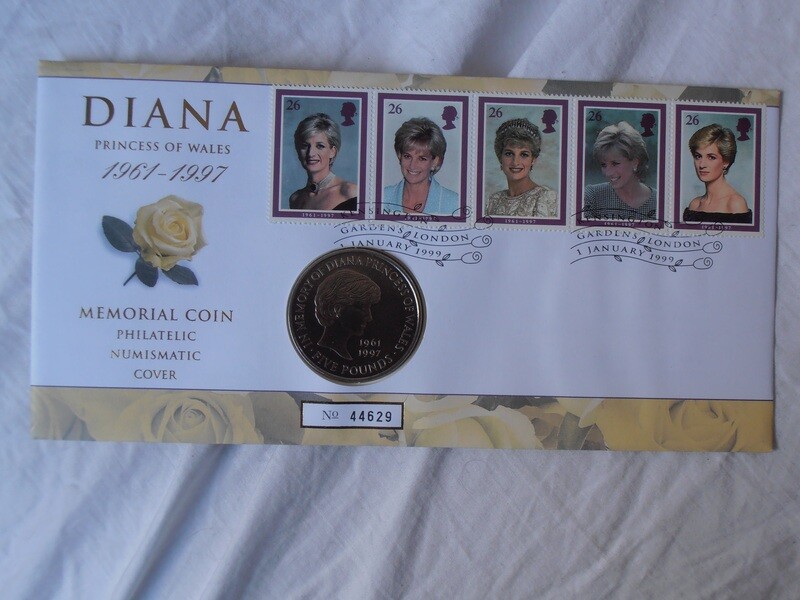 DIANA
PRINCESS OF WALES
1961-1997
MEMORIAL COIN
PHILATELIC
NUMISMATIC
COVER
26 26 26 26 26
1961-1997 1961-1997 1961-1997
GARDENS LONDON
1 JANUARY 1999
GARDENS LONDON
1 JANUARY 1999
IN MEMORY OF DIANA PRINCESS OF WALES
1961
1997
FIVE POUNDS
No 44629